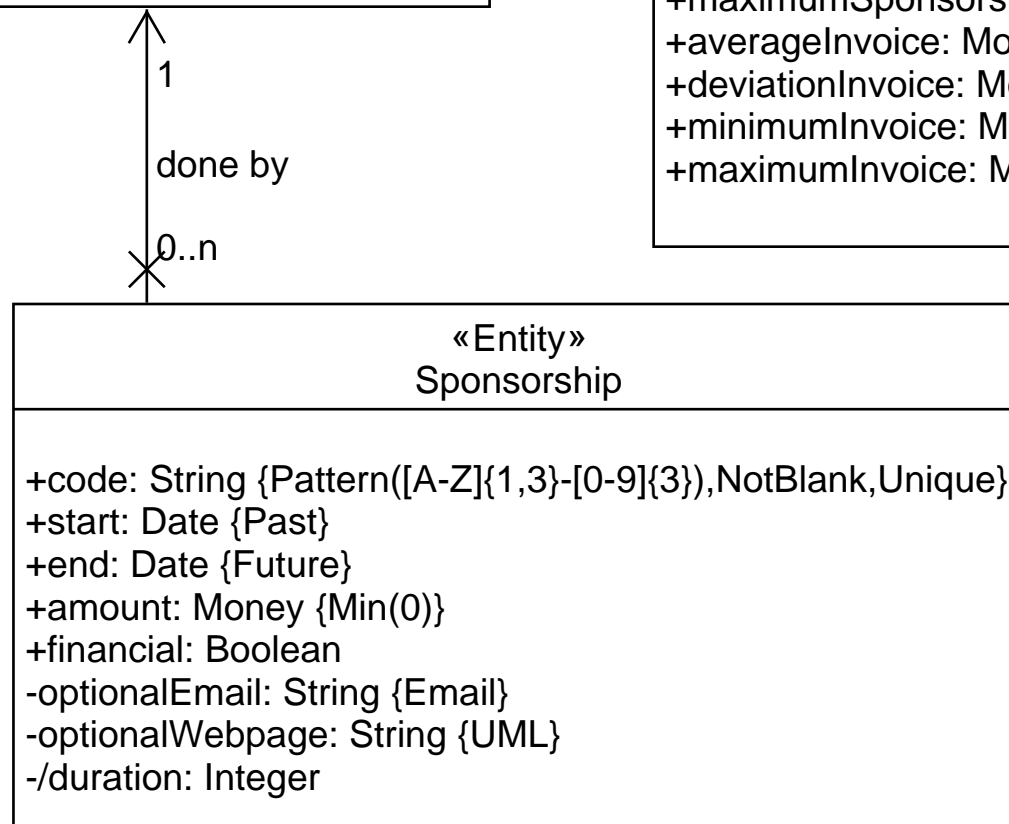 1
done by
0..n
+averageInvoice:
+deviationInvoice:
+minimumInvoice:
+maximumInvoice:
«Entity»
Sponsorship
+code: String {Pattern([A-Z]{1,3}-[0-9]{3}),NotBlank,Unique}
+start: Date {Past}
+end: Date {Future}
+amount: Money {Min(0)}
+financial: Boolean
-optionalEmail: String {Email}
-optionalWebpage: String {UML}
-/duration: Integer